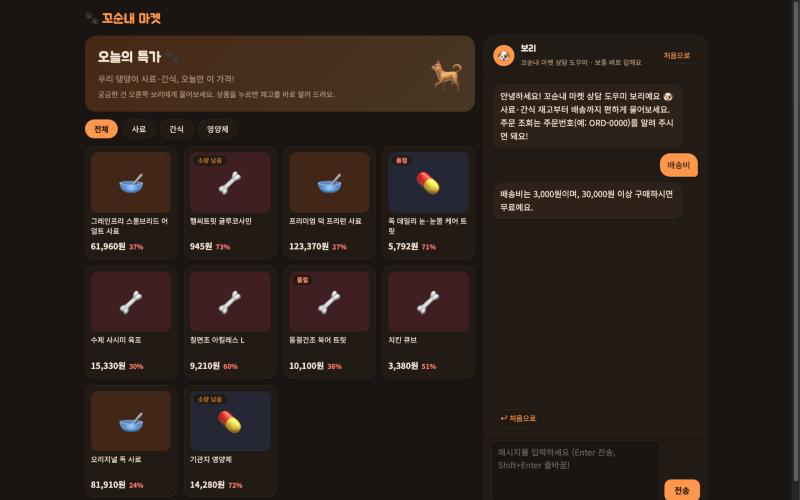 꼬순내 마켓
오늘의 특가
우리 댕댕이 사료·간식, 오늘만 이 가격!
궁금한 건 오른쪽 보리에게 물어보세요. 상품을 누르면 재고를 바로 알려 드려요.
전체
사료
간식
영양제
그레인프리 스몰브리드 어
덜트 사료
61,960원 37%
소량 남음
헬씨트릿 글루코사민
945원 73%
프리미엄 덕 프리런 사료
123,370원 27%
품절
독 데일리 눈·눈물 케어 트
릿
5,792원 71%
수제 사시미 육포
15,330원 30%
칠면조 아킬레스 L
9,210원 60%
품절
동결건조 북어 트릿
10,100원 36%
치킨 큐브
3,380원 51%
오리지널 독 사료
81,910원 24%
소량 남음
기관지 영양제
14,280원 72%
보리
꼬순내 마켓 상담 도우미 · 보통 바로 답해요
처음으로
안녕하세요! 꼬순내 마켓 상담 도우미 보리예요
사료·간식 재고부터 배송까지 편하게 물어보세요.
주문 조회는 주문번호(예: ORD-0000)를 알려 주시
면 돼요!
배송비
배송비는 3,000원이며, 30,000원 이상 구매하시면
무료예요.
↩ 처음으로
메시지를 입력하세요 (Enter 전송,
Shift+Enter 줄바꿈)
전송